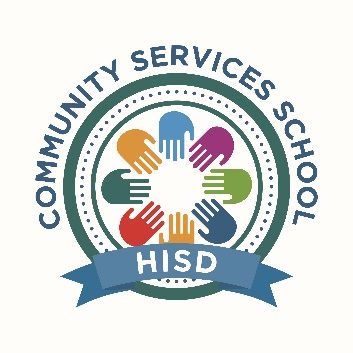 COMMUNITY SERVICES SCHOOL
HISD